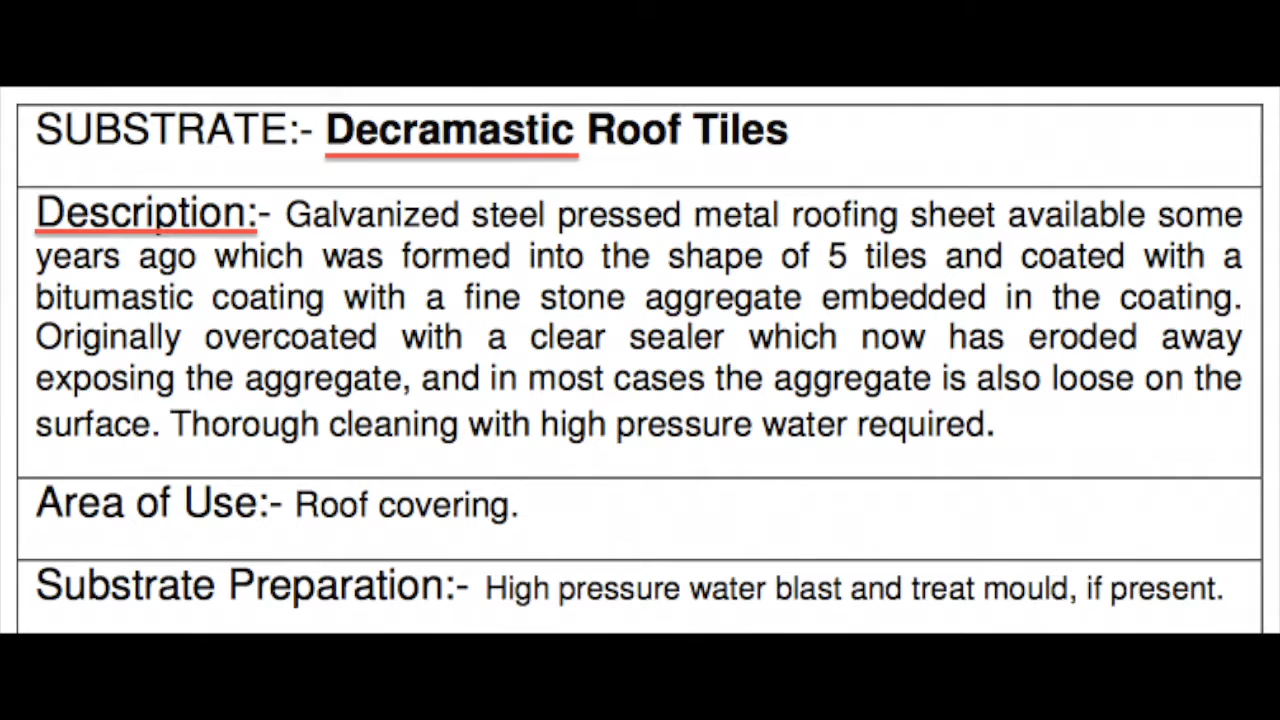 SUBSTRATE:- Decramastic Roof Tiles
Description:- Galvanized steel pressed metal roofing sheet available some
years ago which was formed into the shape of 5 tiles and coated with a
bitumastic coating with a fine stone aggregate embedded in the coating.
Originally overcoated with a clear sealer which now has eroded away
exposing the aggregate, and in most cases the aggregate is also loose on the
surface. Thorough cleaning with high pressure water required.
Area of Use:- Roof covering.
Substrate Preparation:- High pressure water blast and treat mould, if present.